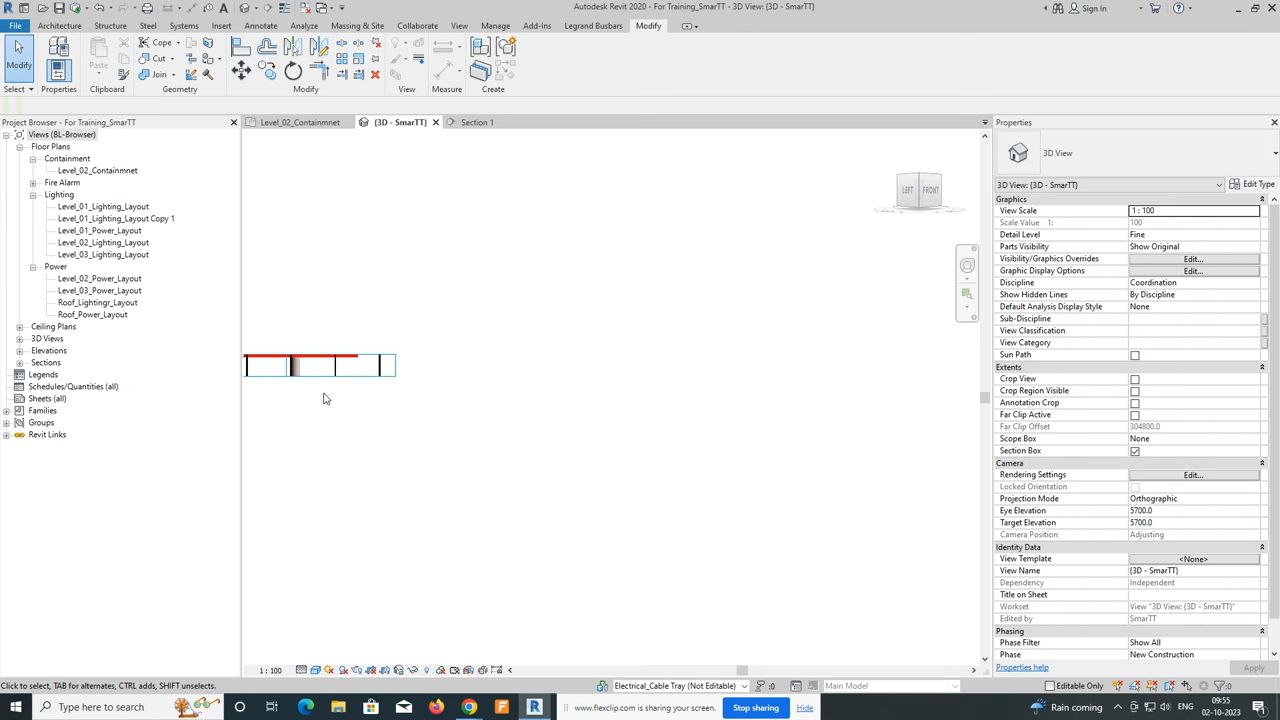 Autodesk Revit 2020 - For Training_SmarTT - 3D View: (3D - SmarTT)
Sign In
File Architecture Structure Steel Systems Insert Annotate Analyze Massing & Site Collaborate View Manage Add-Ins Legrand Busbars Modify
Modify Properties Paste Cope Cut Join
Select Properties Clipboard Geometry Modify View Measure Create
Project Browser - For Training_SmarTT
Level_02_Containmnet (3D - SmarTT) Section 1
Properties
Views (BL-Browser)
Floor Plans
Containment
Level_02_Containmnet
Fire Alarm
Lighting
Level_01_Lighting_Layout
Level_01_Lighting_Layout Copy 1
Level_01_Power_Layout
Level_02_Lighting_Layout
Level_03_Lighting_Layout
Power
Level_02_Power_Layout
Level_03_Power_Layout
Roof_Lightingr_Layout
Roof_Power_Layout
Ceiling Plans
3D Views
Elevations
Sections
Legends
Schedules/Quantities (all)
Sheets (all)
Families
Groups
Revit Links
LEFT FRONT
3D View
3D View: (3D - SmarTT) Edit Type
Graphics
View Scale 1 : 100
Scale Value 1: 100
Detail Level Fine
Parts Visibility Show Original
Visibility/Graphics Overrides Edit...
Graphic Display Options Edit...
Discipline Coordination
Show Hidden Lines By Discipline
Default Analysis Display Style None
Sub-Discipline
View Classification
View Category
Sun Path
Extents
Crop View
Crop Region Visible
Annotation Crop
Far Clip Active
Far Clip Offset 304800.0
Scope Box None
Section Box
Camera
Rendering Settings Edit...
Locked Orientation
Projection Mode Orthographic
Eye Elevation 5700.0
Target Elevation 5700.0
Camera Position Adjusting
Identity Data
View Template <None>
View Name (3D - SmarTT)
Dependency Independent
Title on Sheet
Workset View "3D View: (3D - SmarTT)"
Edited by SmarTT
Phasing
Phase Filter Show All
Phase New Construction
Properties help Apply
1 : 100
Click to select, TAB for alternates, CTRL adds, SHIFT unselects.
Electrical_Cable Tray (Not Editable) :0 Main Model Editable Only :0
Type here to search
www.flexclip.com is sharing your screen. Stop sharing Hide
Rain coming ENG 09:55
02-10-2023